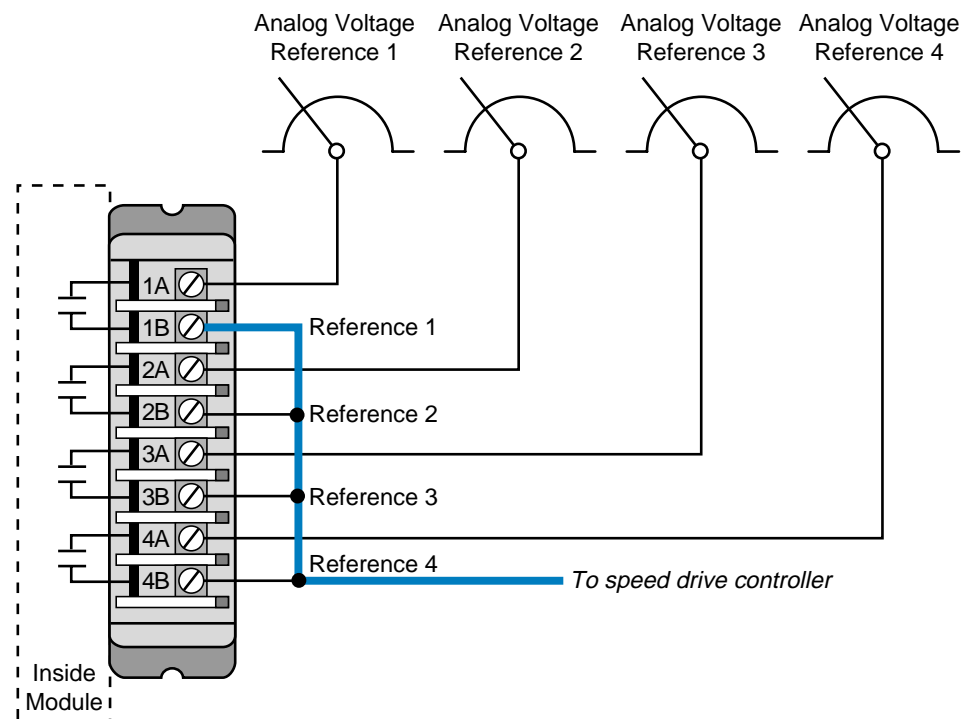 Analog Voltage
Reference 1
Analog Voltage
Reference 2
Analog Voltage
Reference 3
Analog Voltage
Reference 4
1A
1B
Reference 1
2A
2B
Reference 2
3A
3B
Reference 3
4A
Reference 4
4B
To speed drive controller
Inside
Module